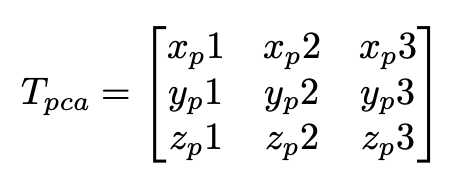 x_p1 x_p2 x_p3
T_pca = y_p1 y_p2 y_p3
z_p1 z_p2 z_p3